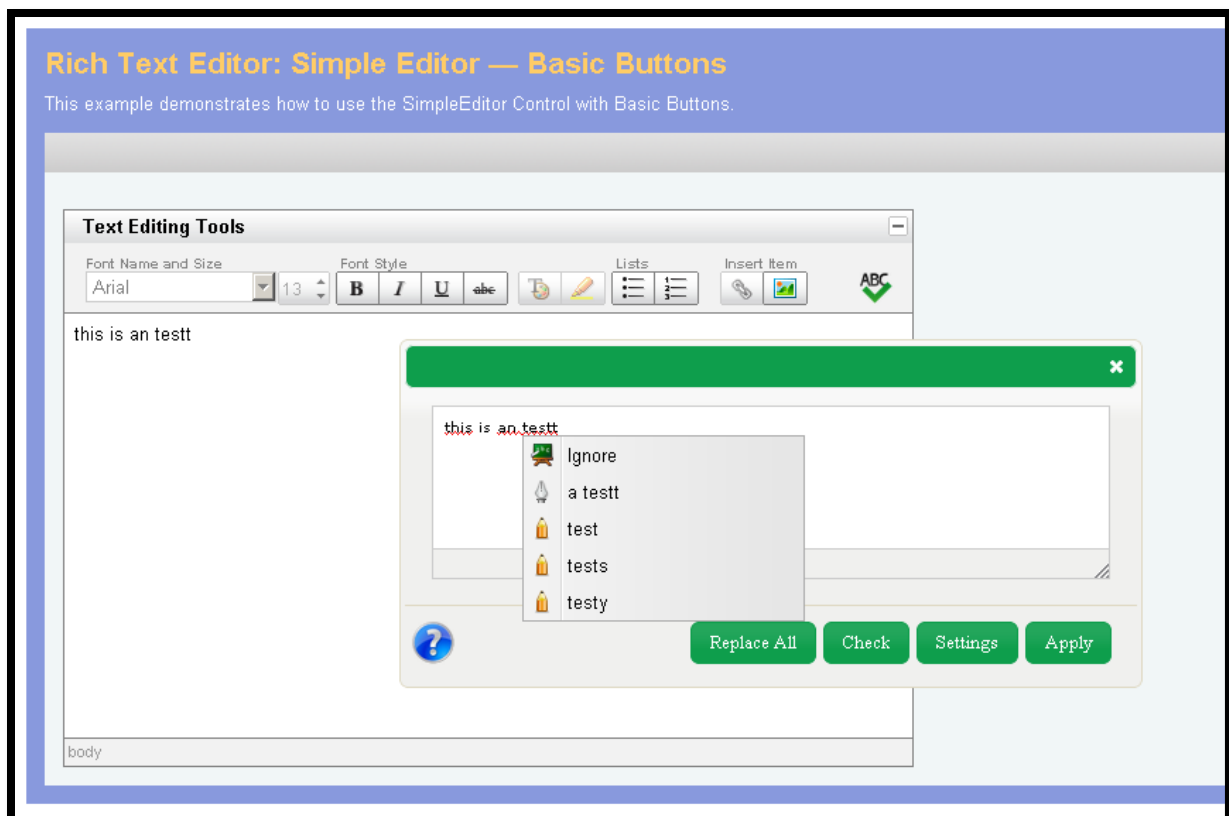 Rich Text Editor: Simple Editor — Basic Buttons
This example demonstrates how to use the SimpleEditor Control with Basic Buttons.
Text Editing Tools
Font Name and Size Font Style Lists Insert Item
Arial 13 B I U abc ABC
this is an testt
this is an testt
Ignore
a testt
test
tests
testy
? Replace All Check Settings Apply
body